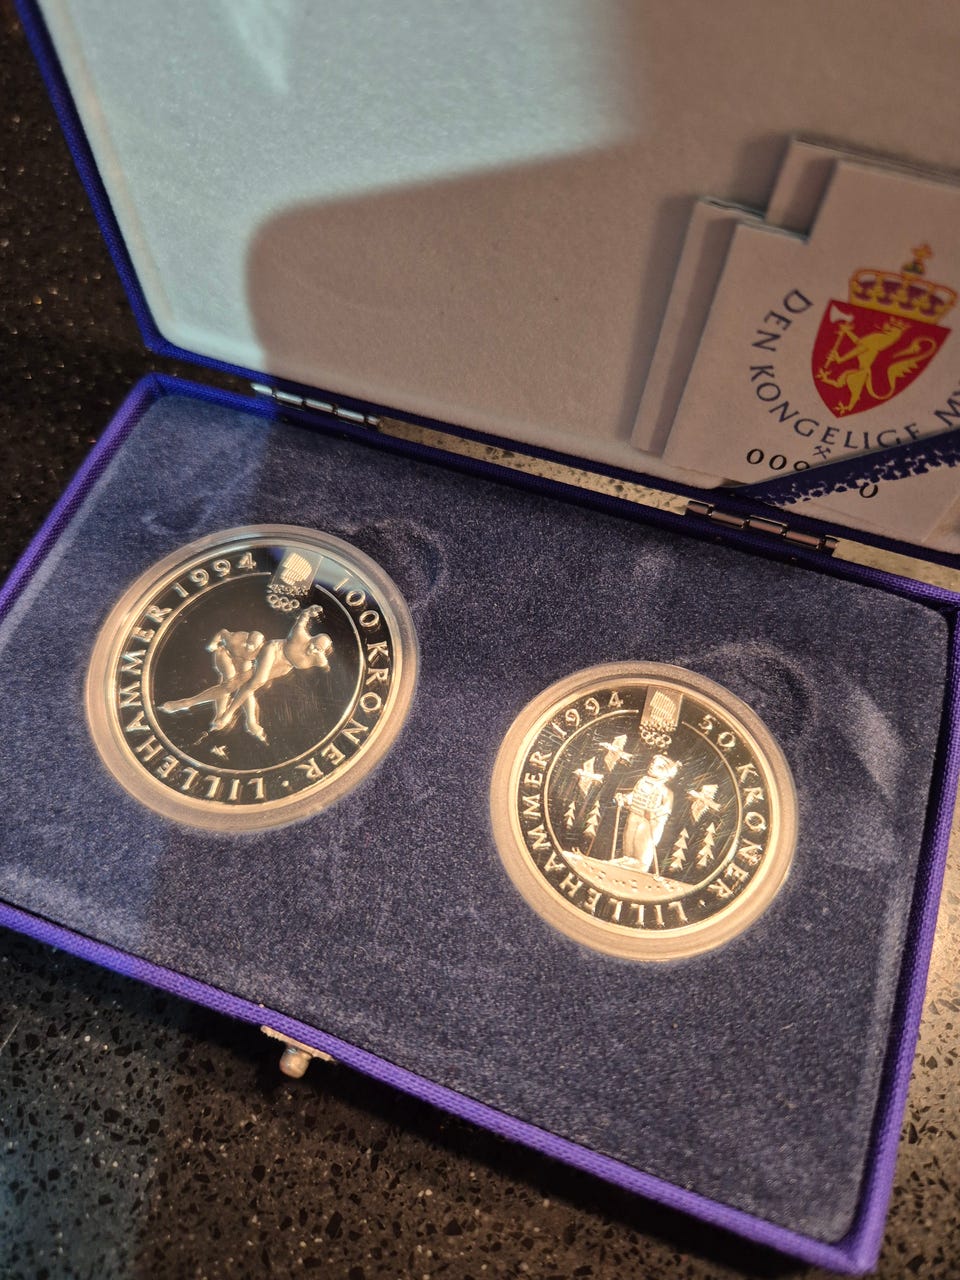 DEN KONGELIGE
LILLEHAMMER 1994
100 KRONER
LILLEHAMMER 1994
50 KRONER